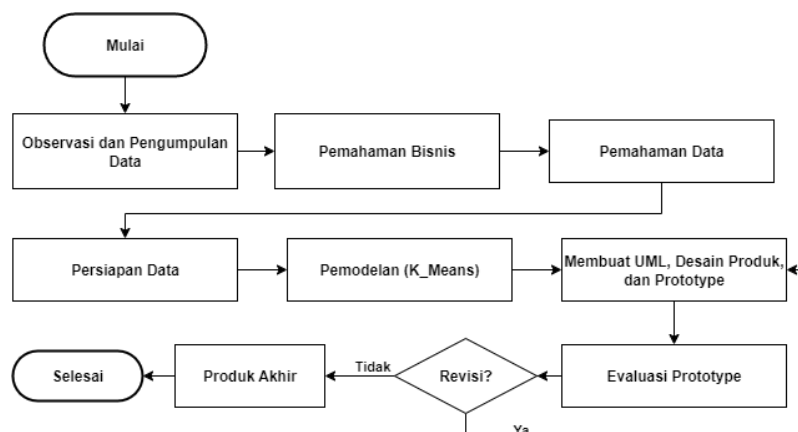 Mulai
Observasi dan Pengumpulan
Data
Pemahaman Bisnis
Pemahaman Data
Persiapan Data
Pemodelan (K_Means)
Membuat UML, Desain Produk,
dan Prototype
Selesai
Produk Akhir
Tidak
Revisi?
Evaluasi Prototype
Ya